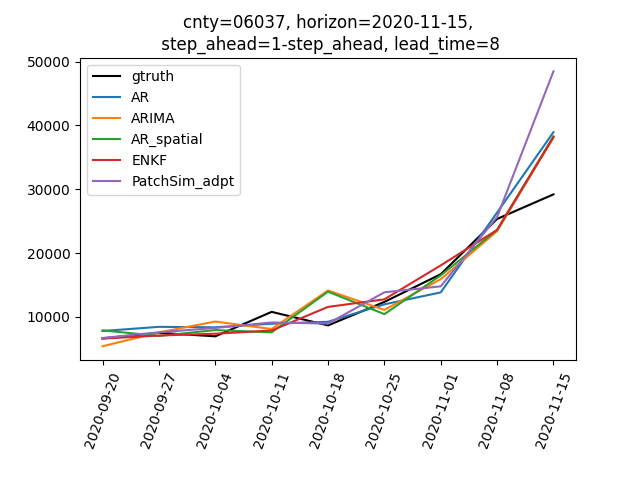 cnty=06037, horizon=2020-11-15,
step_ahead=1-step_ahead, lead_time=8
50000
40000
30000
20000
10000
gtruth
AR
ARIMA
AR_spatial
ENKF
PatchSim_adpt
2020-09-20
2020-09-27
2020-10-04
2020-10-11
2020-10-18
2020-10-25
2020-11-01
2020-11-08
2020-11-15